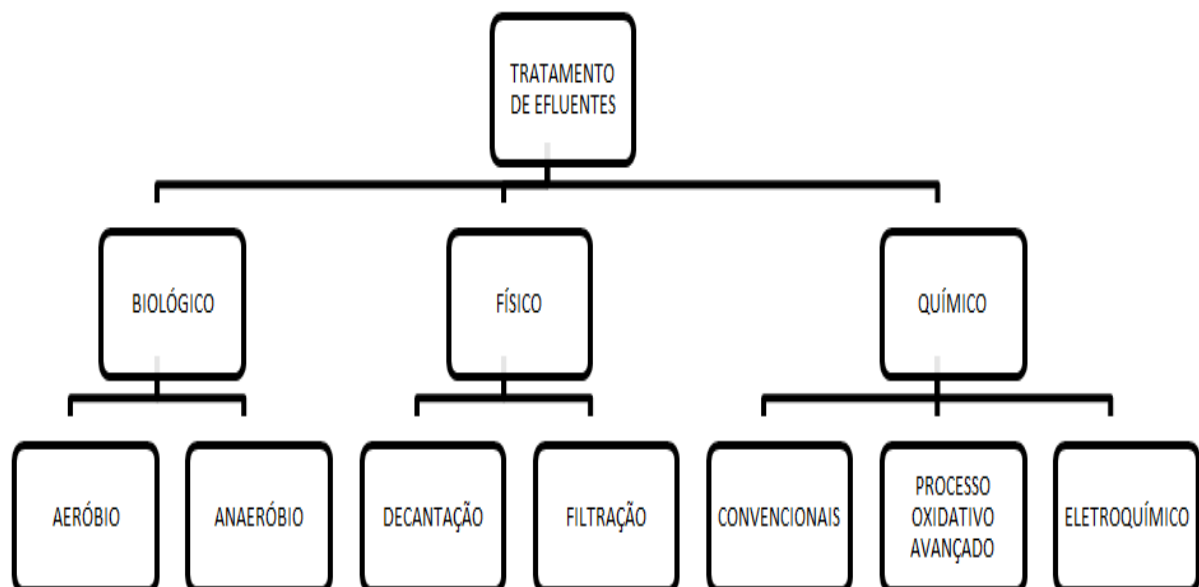 TRATAMENTO
DE EFLUENTES
BIOLÓGICO
FÍSICO
QUÍMICO
AERÓBIO
ANAERÓBIO
DECANTAÇÃO
FILTRAÇÃO
CONVENCIONAIS
PROCESSO
OXIDATIVO
AVANÇADO
ELETROQUÍMICO